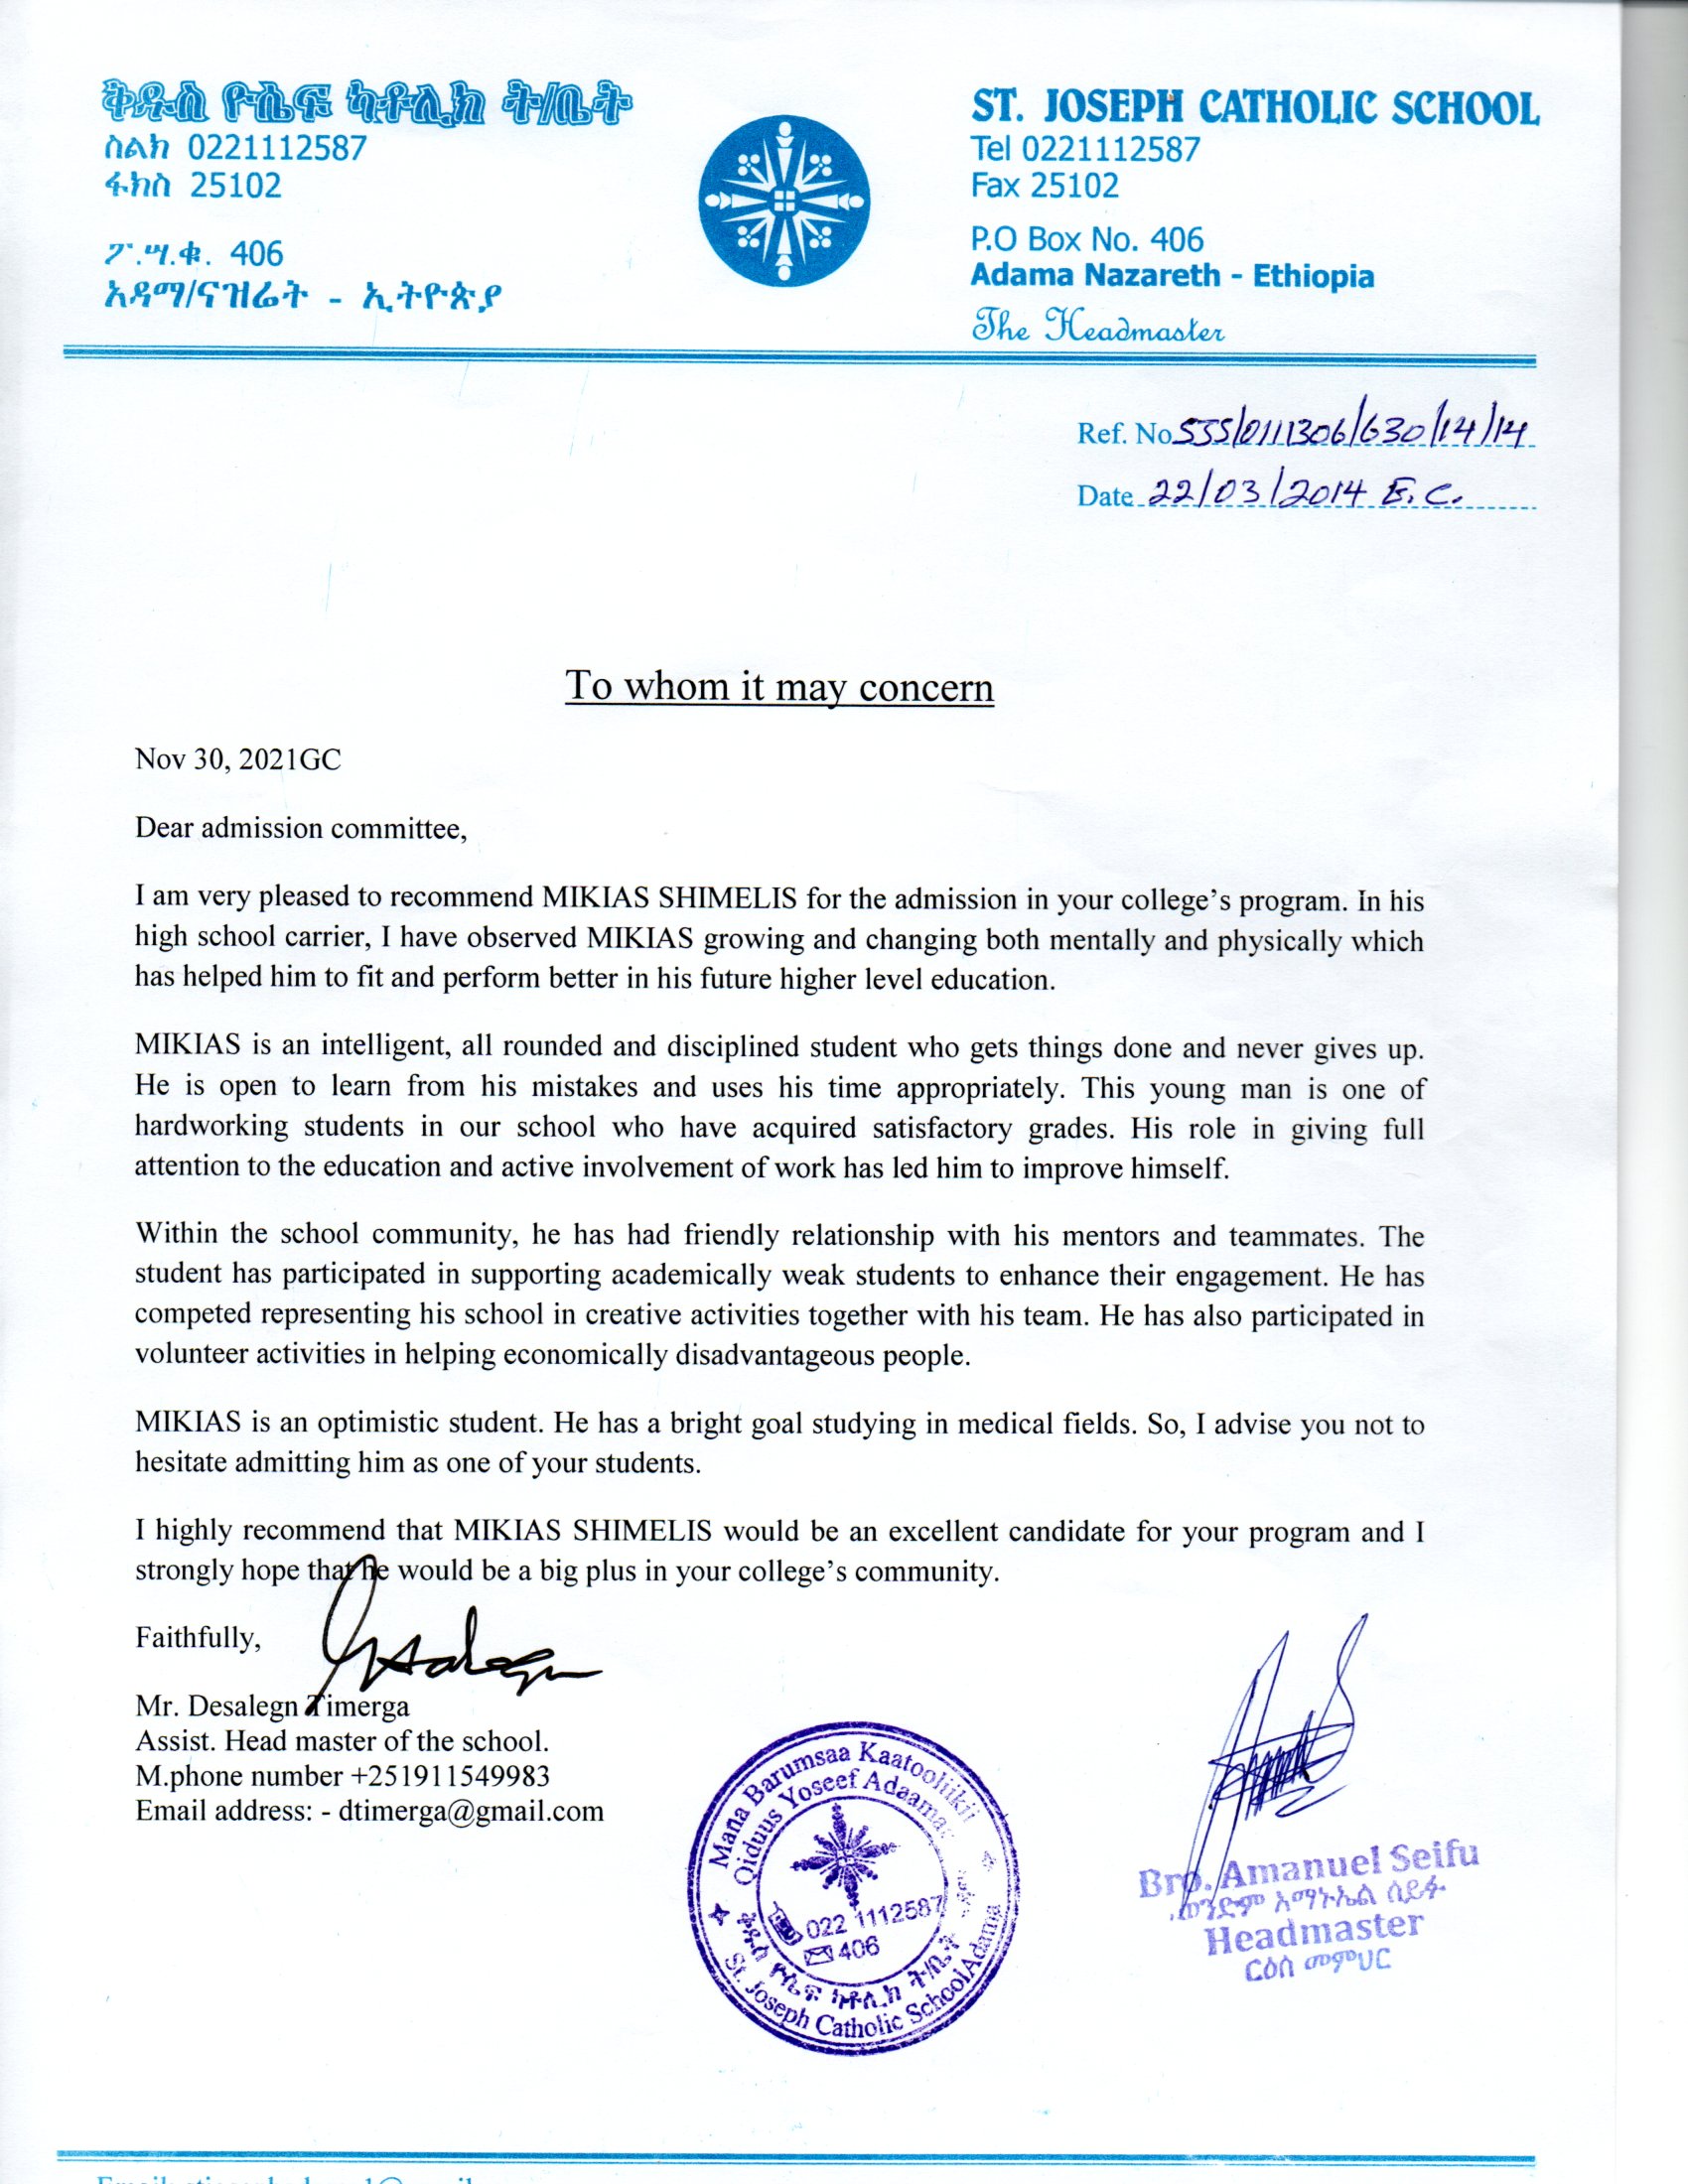 ቅዱስ ዮሴፍ ካቶሊክ ት/ቤት
ስልክ 0221112587
ፋክስ 25102
ፖ.ሣ.ቁ. 406
አዳማ/ናዝሬት - ኢትዮጵያ
ST. JOSEPH CATHOLIC SCHOOL
Tel 0221112587
Fax 25102
P.O Box No. 406
Adama Nazareth - Ethiopia
The Headmaster
Ref. No SJS/0111306/630/14/14
Date 22/03/2014 E.C.
To whom it may concern
Nov 30, 2021GC
Dear admission committee,
I am very pleased to recommend MIKIAS SHIMELIS for the admission in your college's program. In his
high school carrier, I have observed MIKIAS growing and changing both mentally and physically which
has helped him to fit and perform better in his future higher level education.
MIKIAS is an intelligent, all rounded and disciplined student who gets things done and never gives up.
He is open to learn from his mistakes and uses his time appropriately. This young man is one of
hardworking students in our school who have acquired satisfactory grades. His role in giving full
attention to the education and active involvement of work has led him to improve himself.
Within the school community, he has had friendly relationship with his mentors and teammates. The
student has participated in supporting academically weak students to enhance their engagement. He has
competed representing his school in creative activities together with his team. He has also participated in
volunteer activities in helping economically disadvantageous people.
MIKIAS is an optimistic student. He has a bright goal studying in medical fields. So, I advise you not to
hesitate admitting him as one of your students.
I highly recommend that MIKIAS SHIMELIS would be an excellent candidate for your program and I
strongly hope that he would be a big plus in your college's community.
Faithfully,
Mr. Desalegn Timerga
Assist. Head master of the school.
M.phone number +251911549983
Email address: - dtimerga@gmail.com
Mana Barumsaa Kaatooliikii
Qiduus Yoseef Adaamaa
022 1112587
406
ቅዱስ ዮሴፍ ካቶሊክ ት/ቤት
St. Joseph Catholic School Adama
Bro. Amanuel Seifu
ወንድም አማኑኤል ሰይፉ
Headmaster
ርዕሰ መምህር